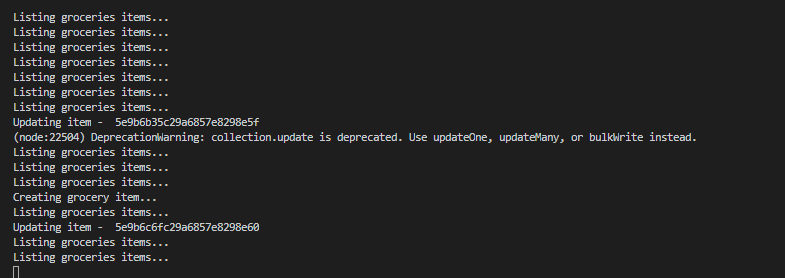 Listing groceries items...
Listing groceries items...
Listing groceries items...
Listing groceries items...
Listing groceries items...
Listing groceries items...
Listing groceries items...
Updating item -  5e9b6b35c29a6857e8298e5f
(node:22504) DeprecationWarning: collection.update is deprecated. Use updateOne, updateMany, or bulkWrite instead.
Listing groceries items...
Listing groceries items...
Listing groceries items...
Creating grocery item...
Listing groceries items...
Updating item -  5e9b6c6fc29a6857e8298e60
Listing groceries items...
Listing groceries items...